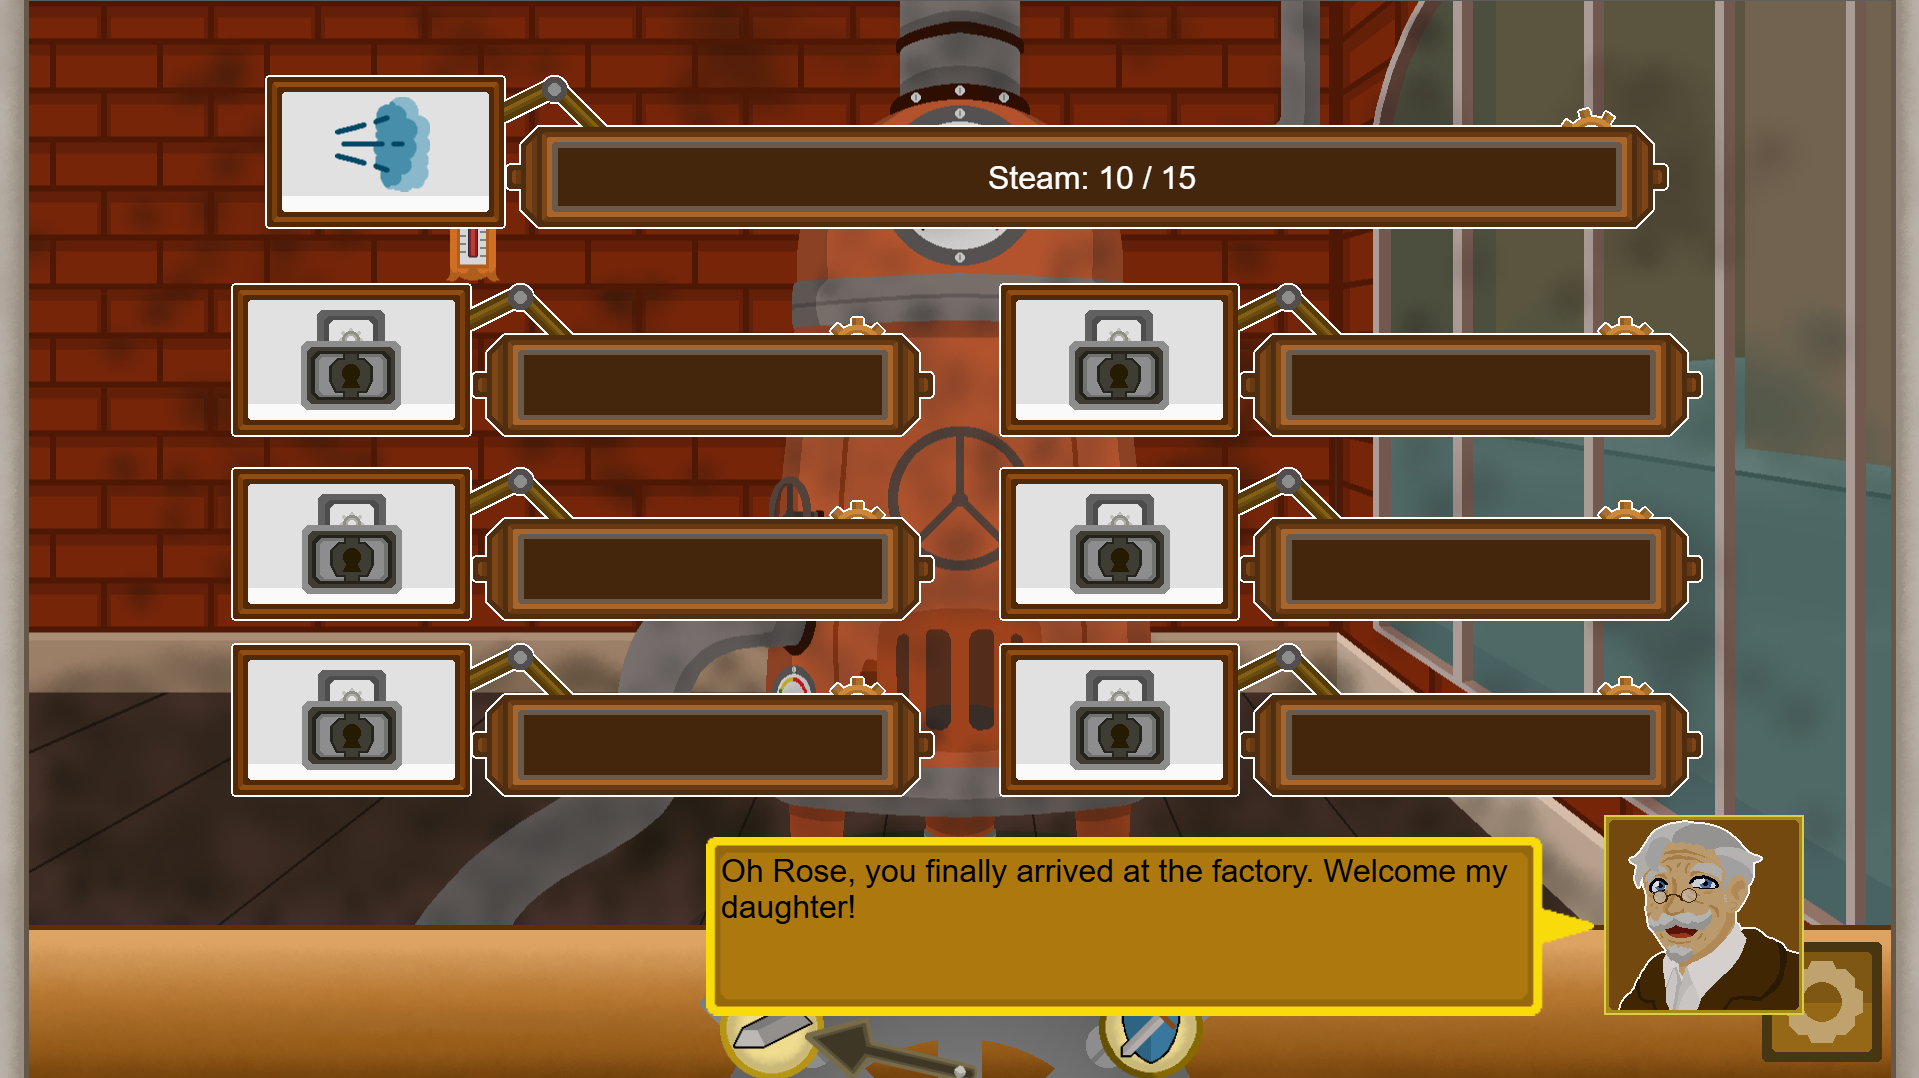 Steam: 10 / 15
Oh Rose, you finally arrived at the factory. Welcome my
daughter!